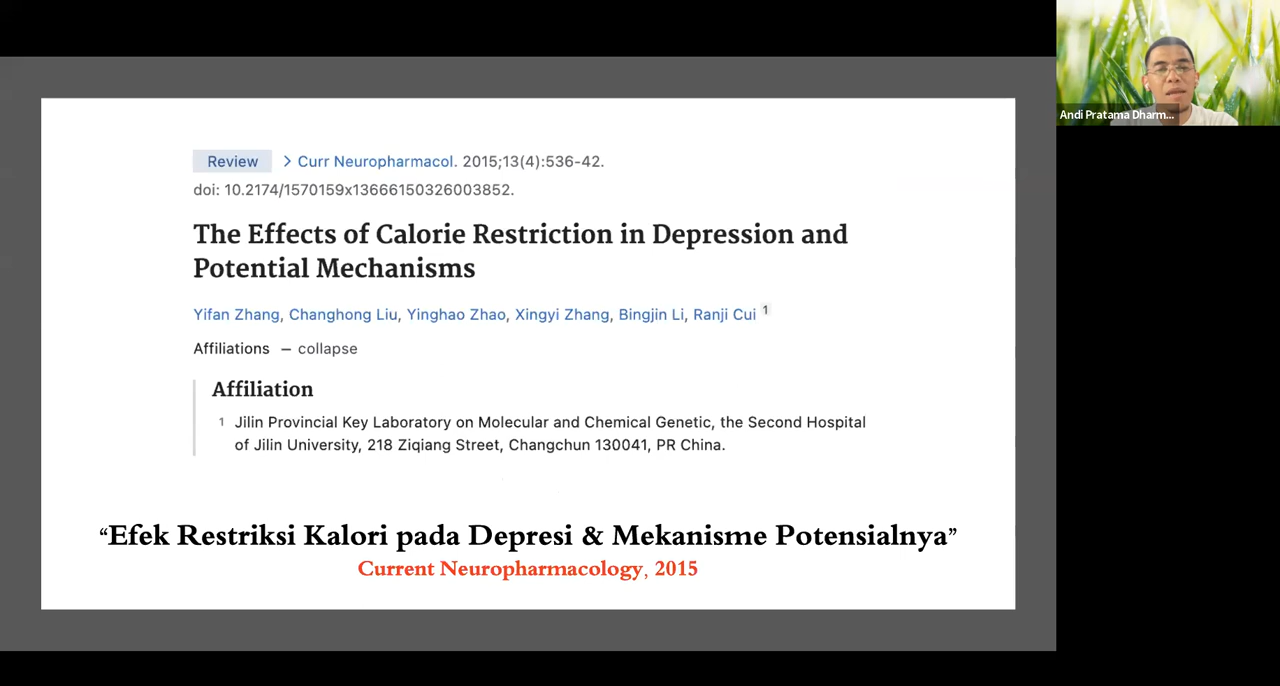 Review > Curr Neuropharmacol. 2015;13(4):536-42.
doi: 10.2174/1570159x13666150326003852.
The Effects of Calorie Restriction in Depression and
Potential Mechanisms
Yifan Zhang, Changhong Liu, Yinghao Zhao, Xingyi Zhang, Bingjin Li, Ranji Cui 1
Affiliations – collapse
Affiliation
1 Jilin Provincial Key Laboratory on Molecular and Chemical Genetic, the Second Hospital
of Jilin University, 218 Ziqiang Street, Changchun 130041, PR China.
“Efek Restriksi Kalori pada Depresi & Mekanisme Potensialnya”
Current Neuropharmacology, 2015
Andi Pratama Dharm...